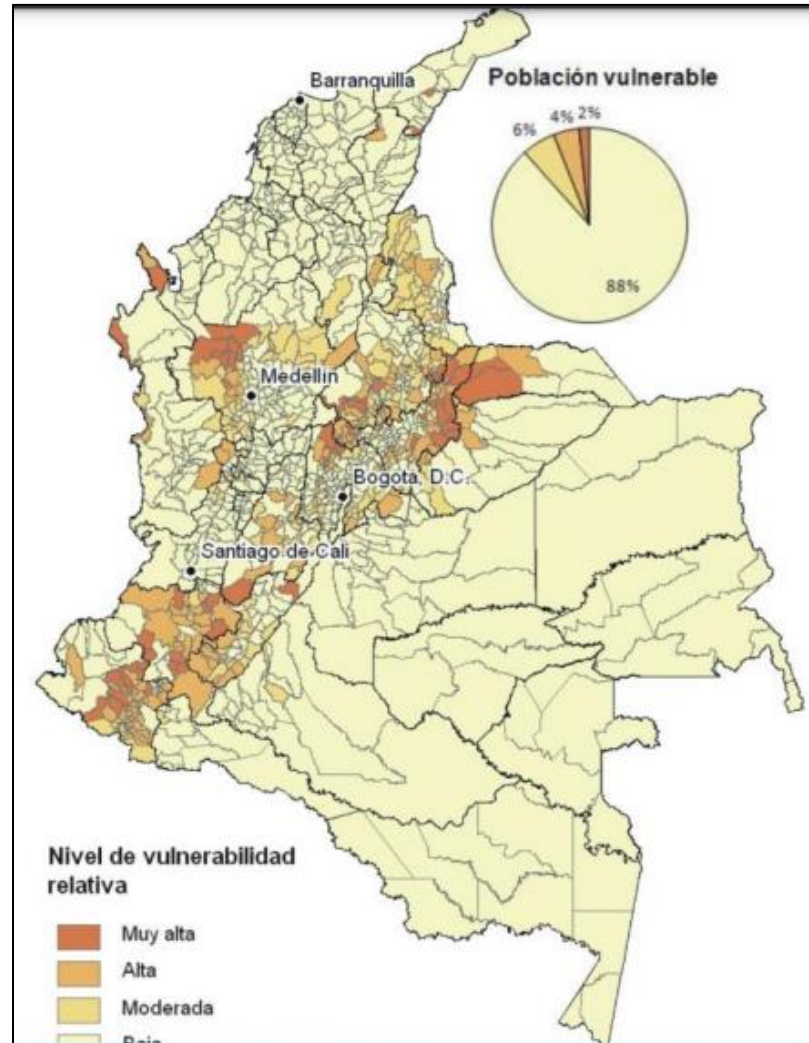 Barranquilla
Población vulnerable
6%
4%
2%
88%
Medellín
Bogota, D.C.
Santiago de Cali
Nivel de vulnerabilidad
relativa
Muy alta
Alta
Moderada